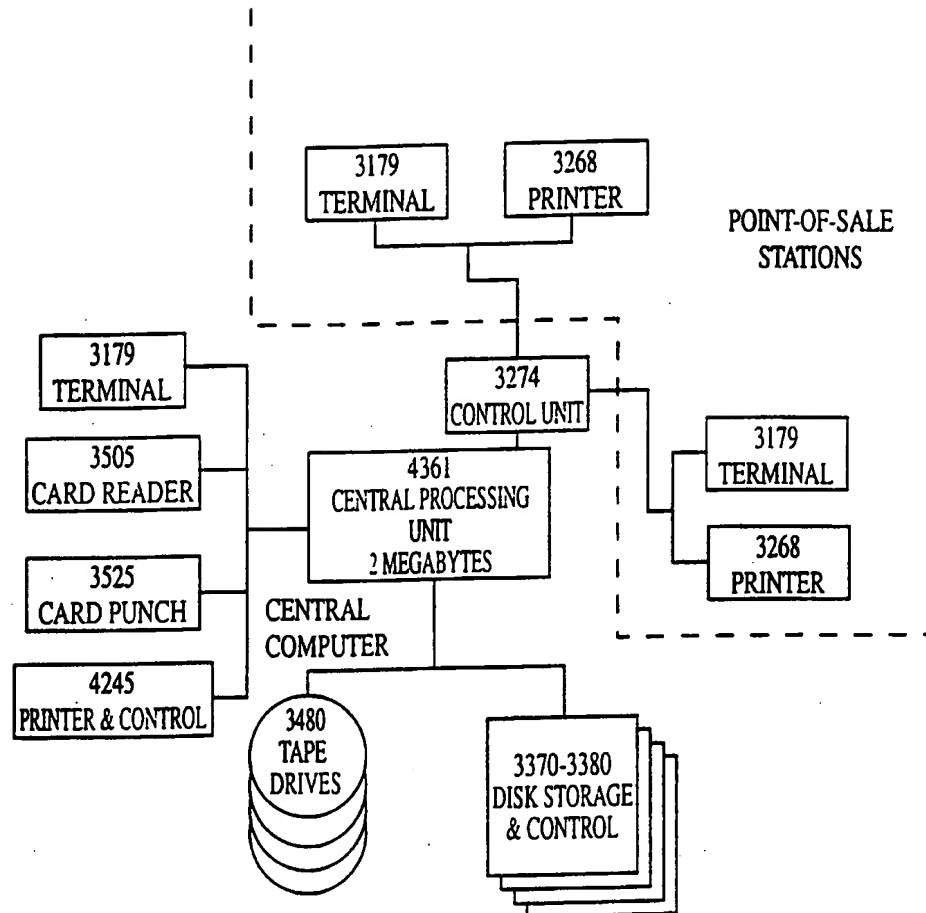 3179
TERMINAL
3268
PRINTER
POINT-OF-SALE
STATIONS
3179
TERMINAL
3274
CONTROL UNIT
3505
CARD READER
4361
CENTRAL PROCESSING
UNIT
2 MEGABYTES
3179
TERMINAL
3525
CARD PUNCH
3268
PRINTER
CENTRAL
COMPUTER
4245
PRINTER & CONTROL
3480
TAPE
DRIVES
3370-3380
DISK STORAGE
& CONTROL